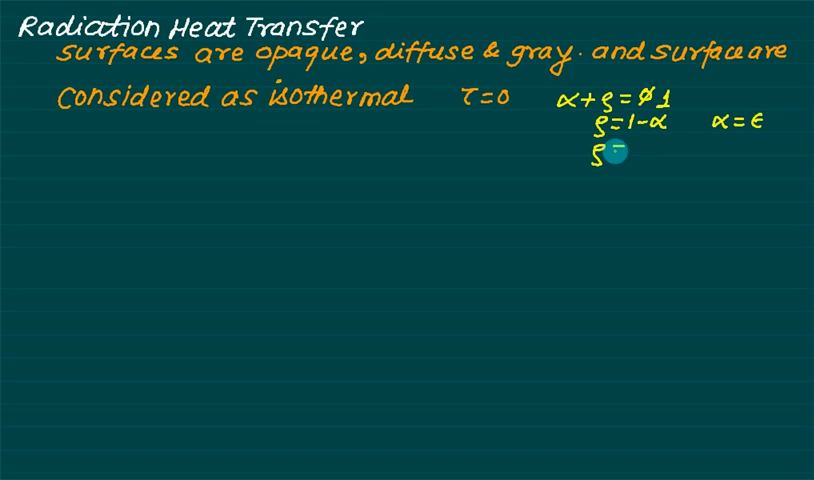 Radiation Heat Transfer
surfaces are opaque, diffuse & gray. and surface are
considered as isothermal τ=0 α+ρ=1
ρ=1-α α=ϵ
ρ=